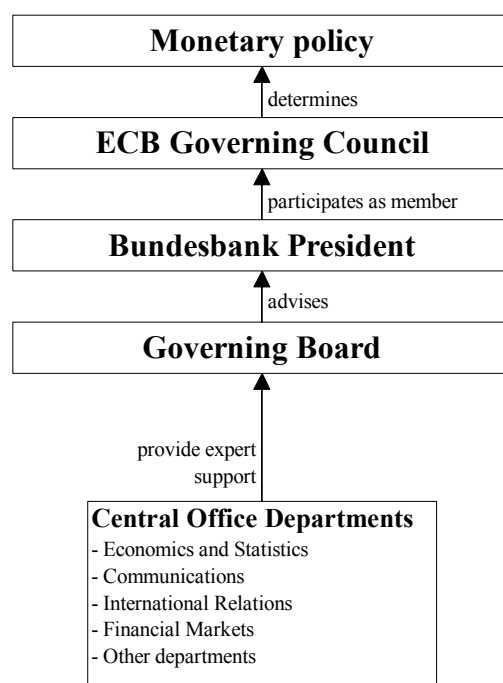 Monetary policy
determines
ECB Governing Council
participates as member
Bundesbank President
advises
Governing Board
provide expert
support
Central Office Departments
- Economics and Statistics
- Communications
- International Relations
- Financial Markets
- Other departments